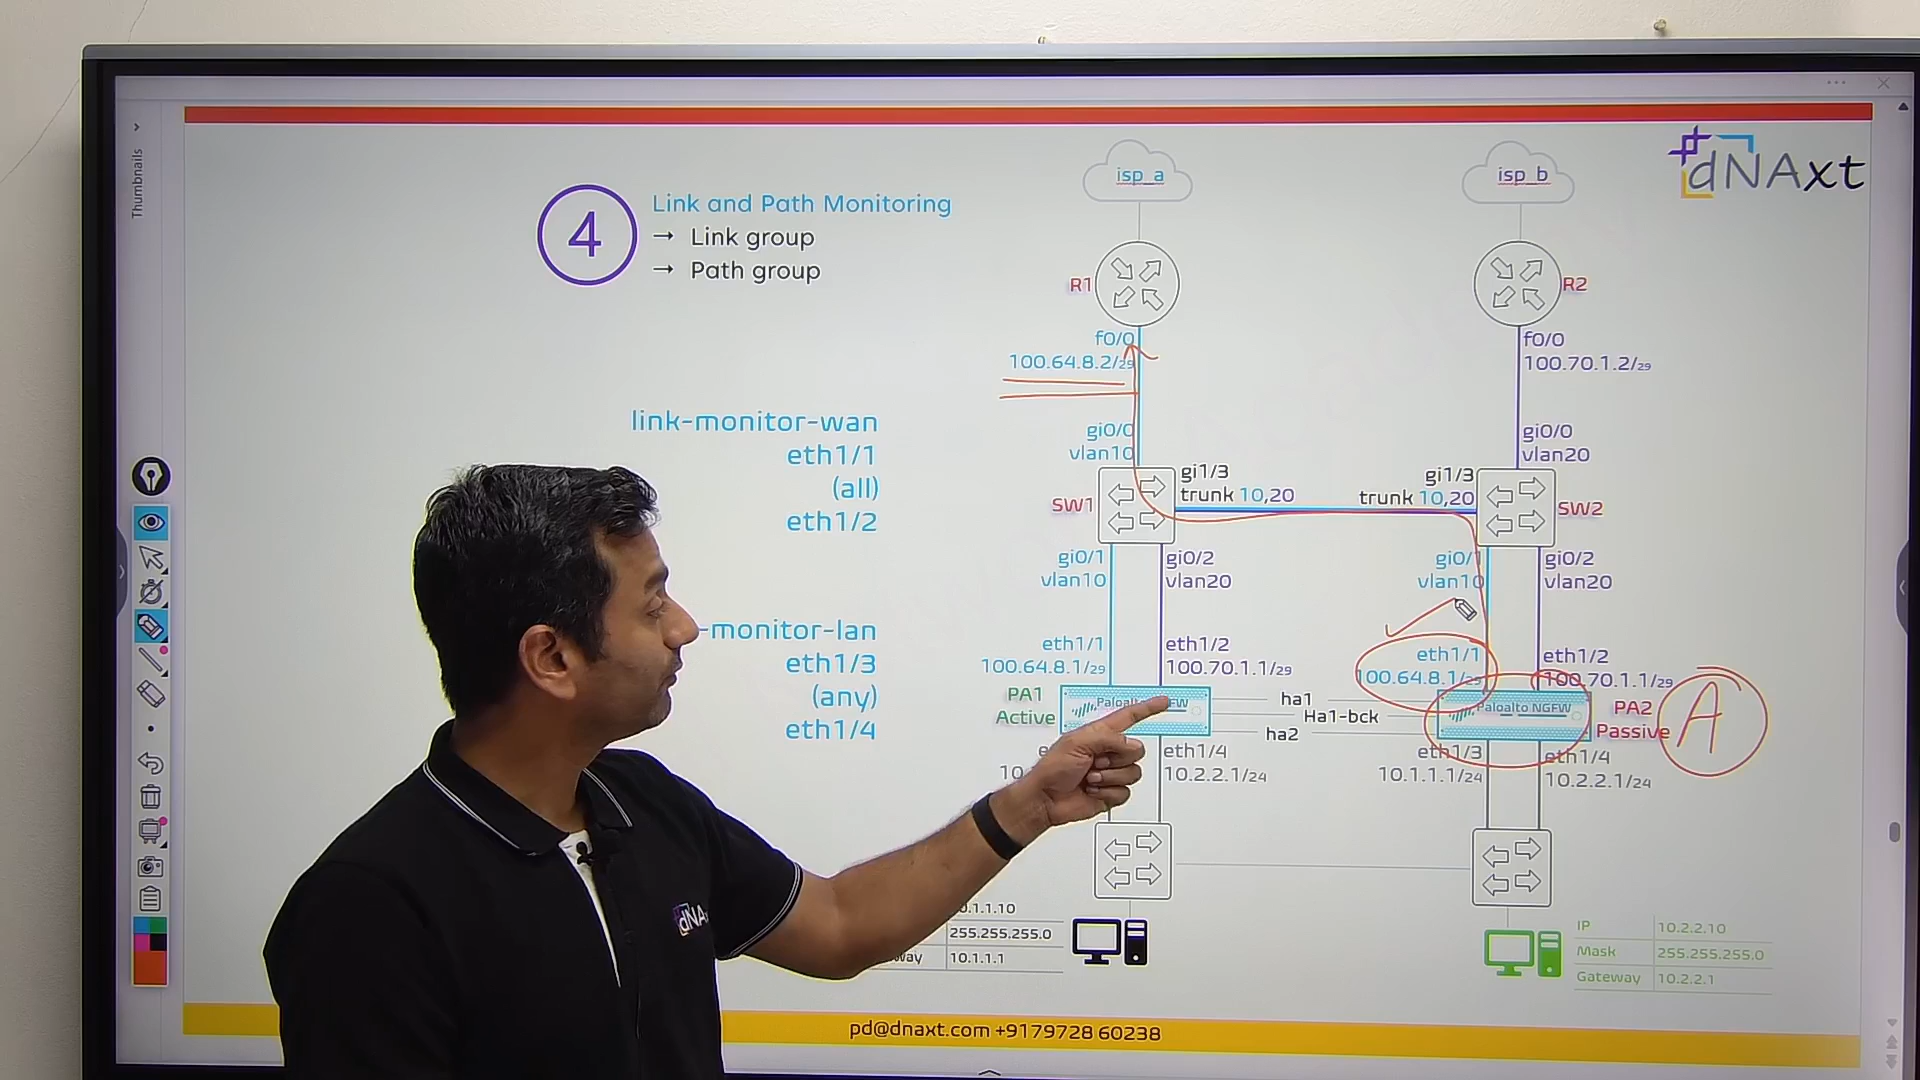 Thumbnails
dNAxt
4
Link and Path Monitoring
→ Link group
→ Path group
isp_a
isp_b
R1
R2
f0/0
100.64.8.2/29
f0/0
100.70.1.2/29
link-monitor-wan
eth1/1
(all)
eth1/2
gi0/0
vlan10
gi0/0
vlan20
SW1
gi1/3
trunk 10,20
gi1/3
trunk 10,20
SW2
gi0/1
vlan10
gi0/2
vlan20
gi0/1
vlan10
gi0/2
vlan20
-monitor-lan
eth1/3
(any)
eth1/4
eth1/1
100.64.8.1/29
eth1/2
100.70.1.1/29
eth1/1
100.64.8.1/29
eth1/2
100.70.1.1/29
PA1
Active
Paloalto
ha1
Ha1-bck
ha2
Paloalto NGFW
PA2
Passive
A
eth1/4
10.2.2.1/24
eth1/3
10.1.1.1/24
eth1/4
10.2.2.1/24
.1.1.10
255.255.255.0
way 10.1.1.1
IP 10.2.2.10
Mask 255.255.255.0
Gateway 10.2.2.1
dNA
pd@dnaxt.com +9179728 60238